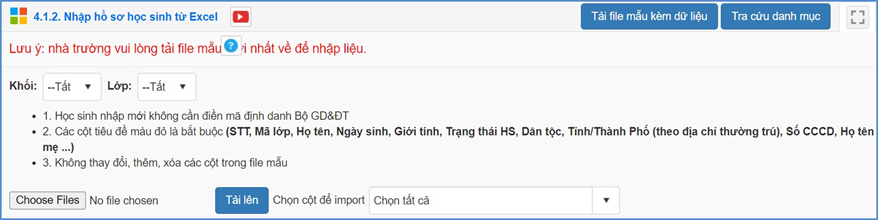 4.1.2. Nhập hồ sơ học sinh từ Excel Tải file mẫu kèm dữ liệu Tra cứu danh mục
Lưu ý: nhà trường vui lòng tải file mẫu ? ới nhất về để nhập liệu.
Khối: --Tất Lớp: --Tất
1. Học sinh nhập mới không cần điền mã định danh Bộ GD&ĐT
2. Các cột tiêu đề màu đỏ là bắt buộc (STT, Mã lớp, Họ tên, Ngày sinh, Giới tính, Trạng thái HS, Dân tộc, Tỉnh/Thành Phố (theo địa chỉ thường trú), Số CCCD, Họ tên
mẹ ...)
3. Không thay đổi, thêm, xóa các cột trong file mẫu
Choose Files No file chosen Tải lên Chọn cột để import Chọn tất cả